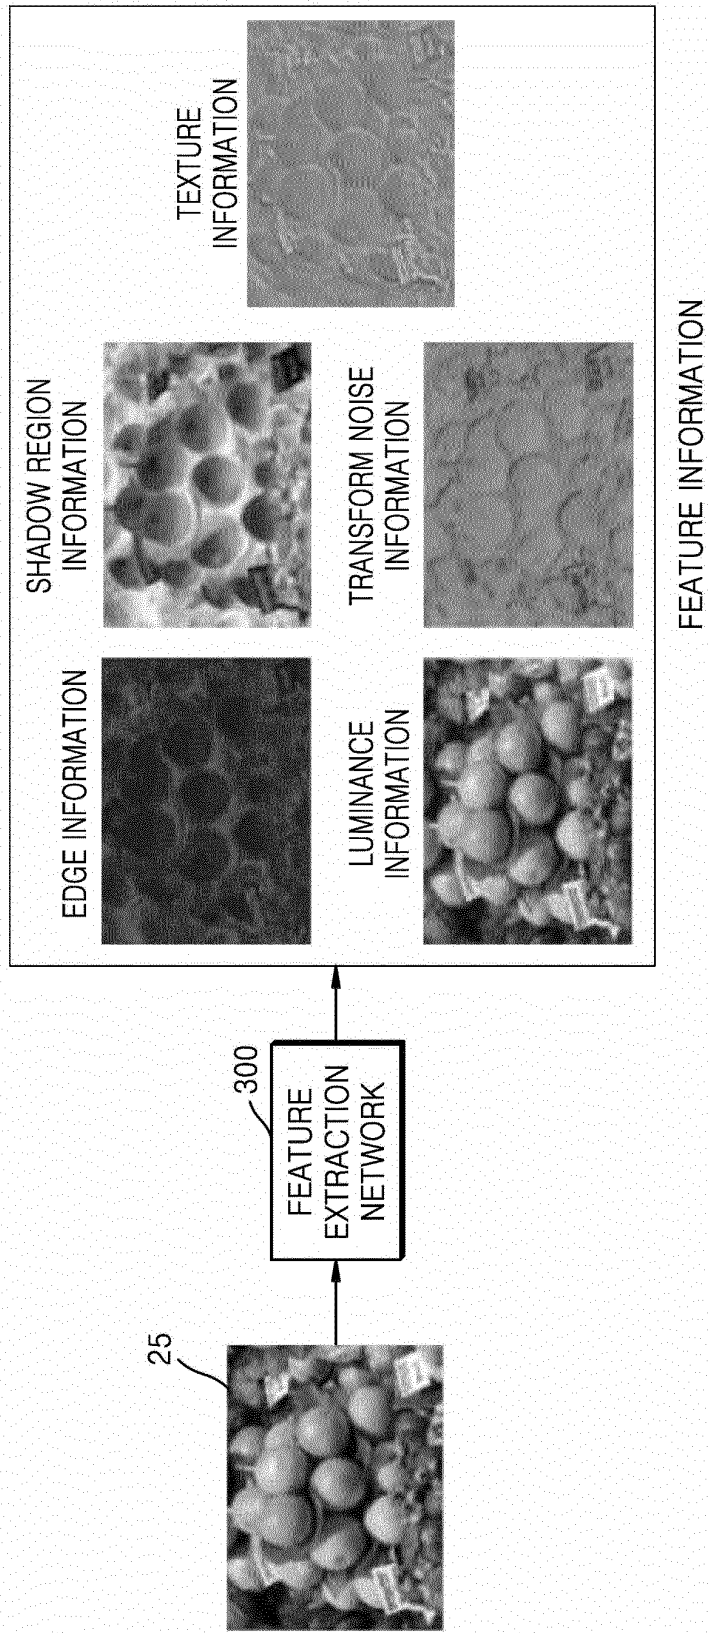 25
300
FEATURE
EXTRACTION
NETWORK
EDGE INFORMATION
SHADOW REGION
INFORMATION
TEXTURE
INFORMATION
LUMINANCE
INFORMATION
TRANSFORM NOISE
INFORMATION
FEATURE INFORMATION